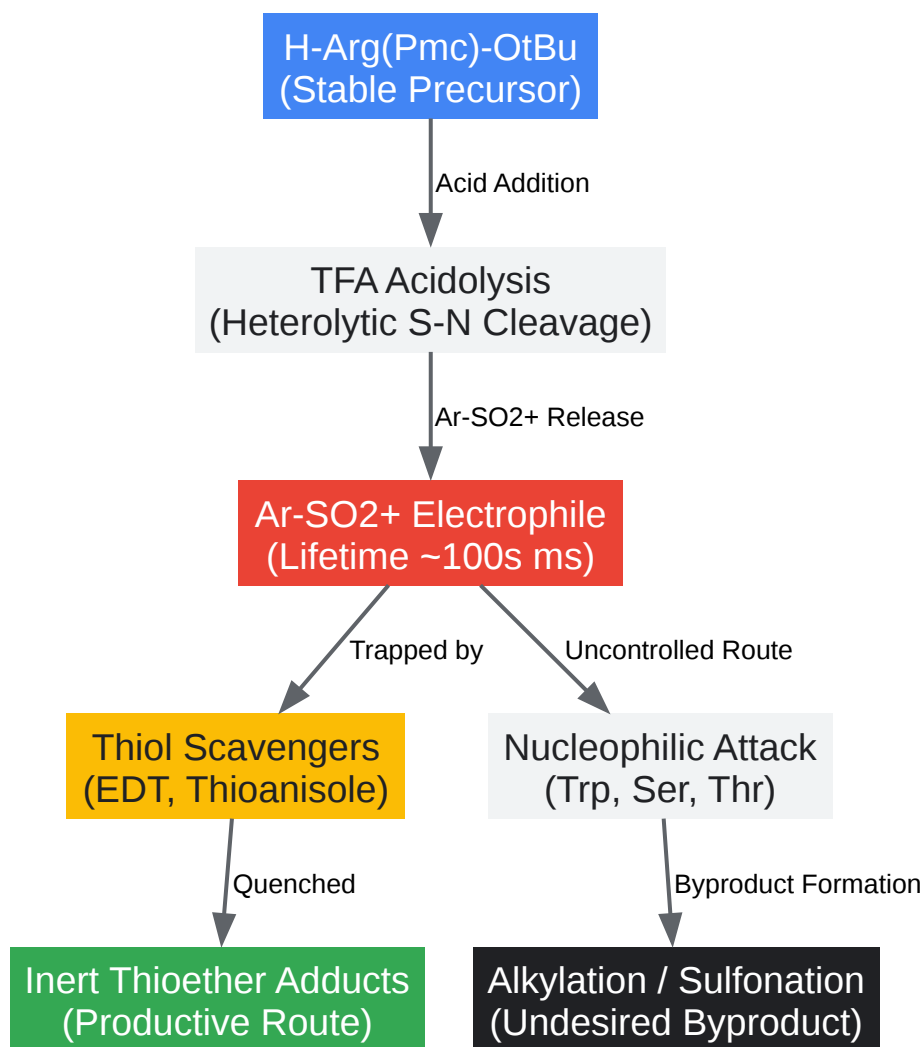 H-Arg(Pmc)-OtBu
(Stable Precursor)
Acid Addition
TFA Acidolysis
(Heterolytic S-N Cleavage)
Ar-SO2+ Release
Ar-SO2+ Electrophile
(Lifetime ~100s ms)
Trapped by
Uncontrolled Route
Thiol Scavengers
(EDT, Thioanisole)
Nucleophilic Attack
(Trp, Ser, Thr)
Quenched
Byproduct Formation
Inert Thioether Adducts
(Productive Route)
Alkylation / Sulfonation
(Undesired Byproduct)